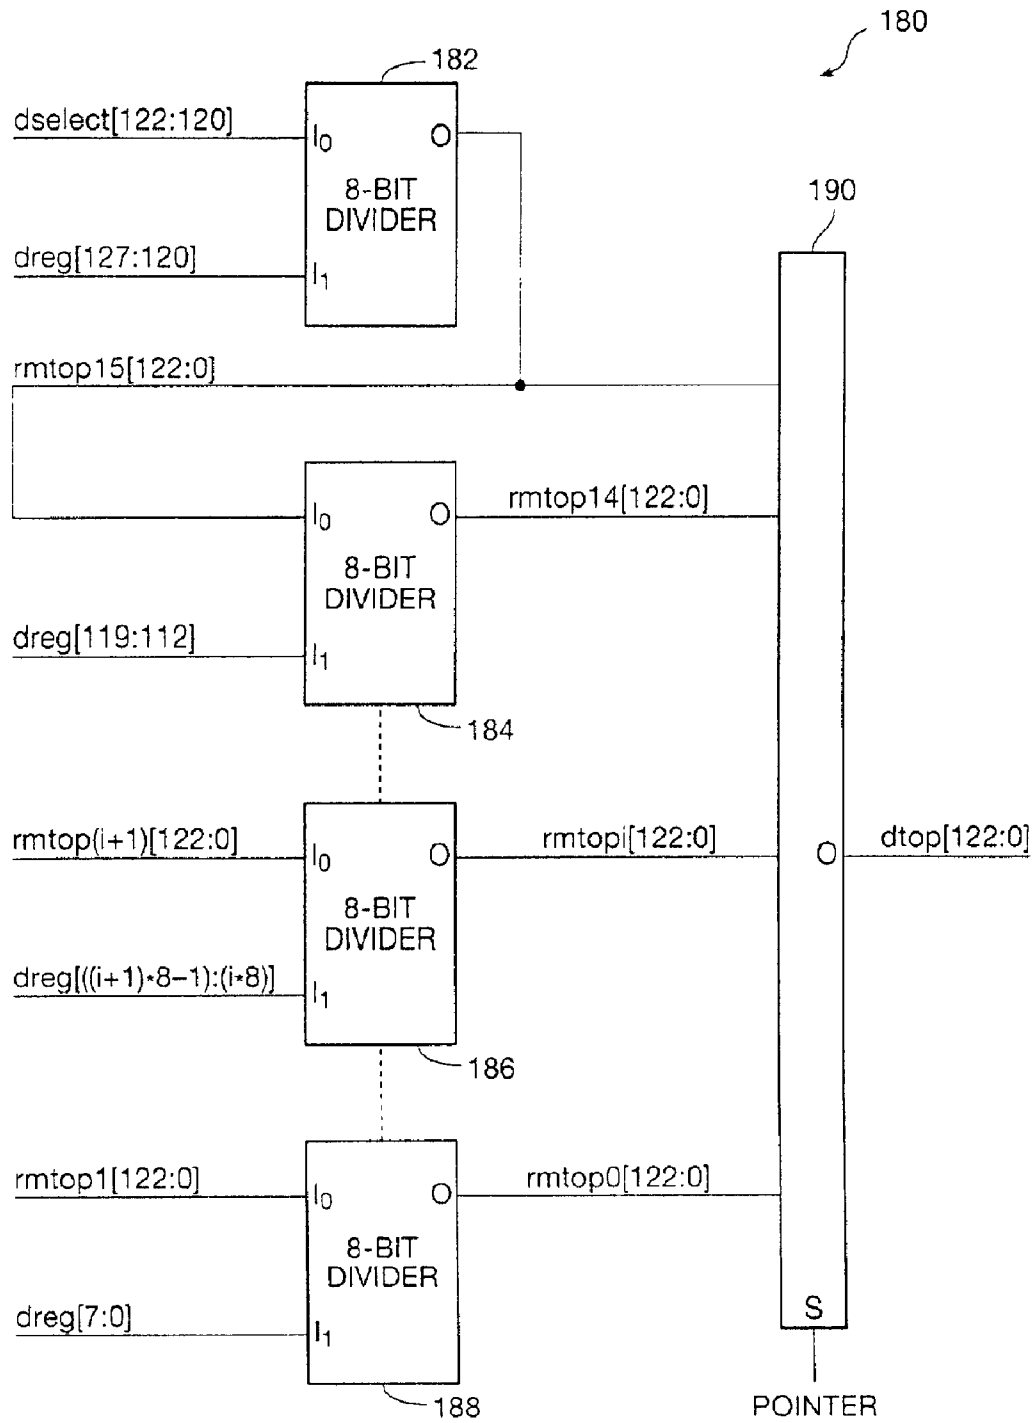 180
182
dselect[122:120]
I0
O
8-BIT
DIVIDER
dreg[127:120]
I1
190
rmtop15[122:0]
I0
O
rmtop14[122:0]
8-BIT
DIVIDER
dreg[119:112]
I1
184
rmtop(i+1)[122:0]
I0
O
rmtopi[122:0]
O
dtop[122:0]
8-BIT
DIVIDER
dreg[((i+1)*8-1):(i*8)]
I1
186
rmtop1[122:0]
I0
O
rmtop0[122:0]
8-BIT
DIVIDER
dreg[7:0]
I1
S
188
POINTER